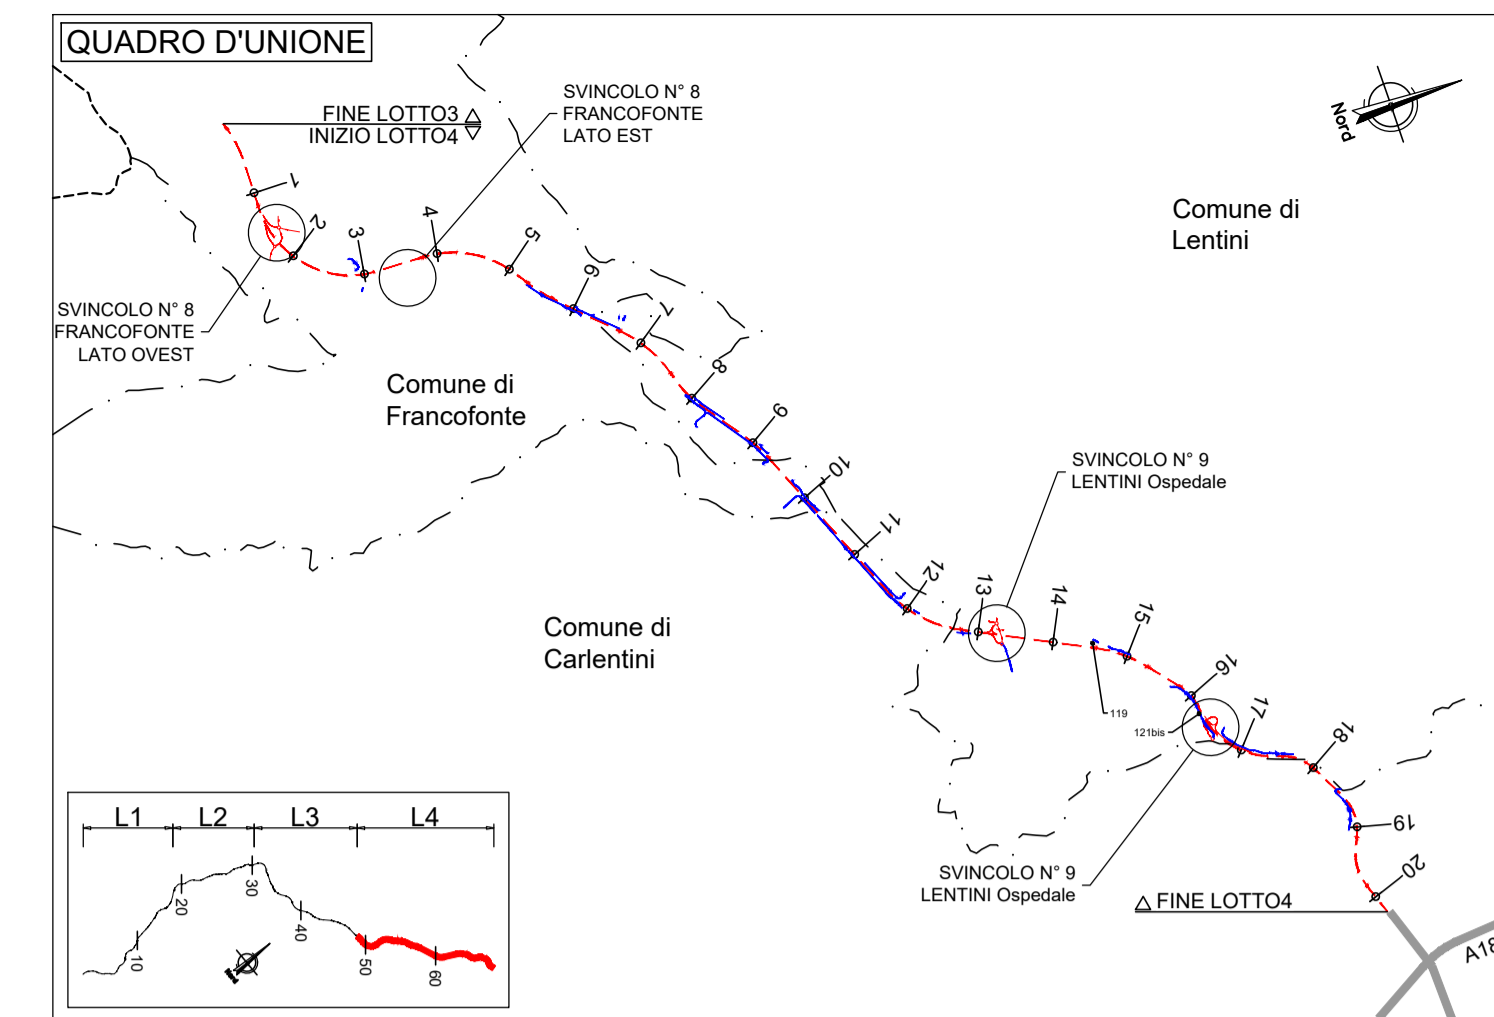 QUADRO D'UNIONE
FINE LOTTO3
INIZIO LOTTO4
SVINCOLO N° 8
FRANCOFONTE
LATO EST
Nord
Comune di
Lentini
1
2
3
4
5
6
7
8
9
10
11
12
13
14
15
16
17
18
19
20
SVINCOLO N° 8
FRANCOFONTE
LATO OVEST
Comune di
Francofonte
SVINCOLO N° 9
LENTINI Ospedale
Comune di
Carlentini
119
121bis
SVINCOLO N° 9
LENTINI Ospedale
FINE LOTTO4
A18
L1 L2 L3 L4
10
20
30
40
50
60